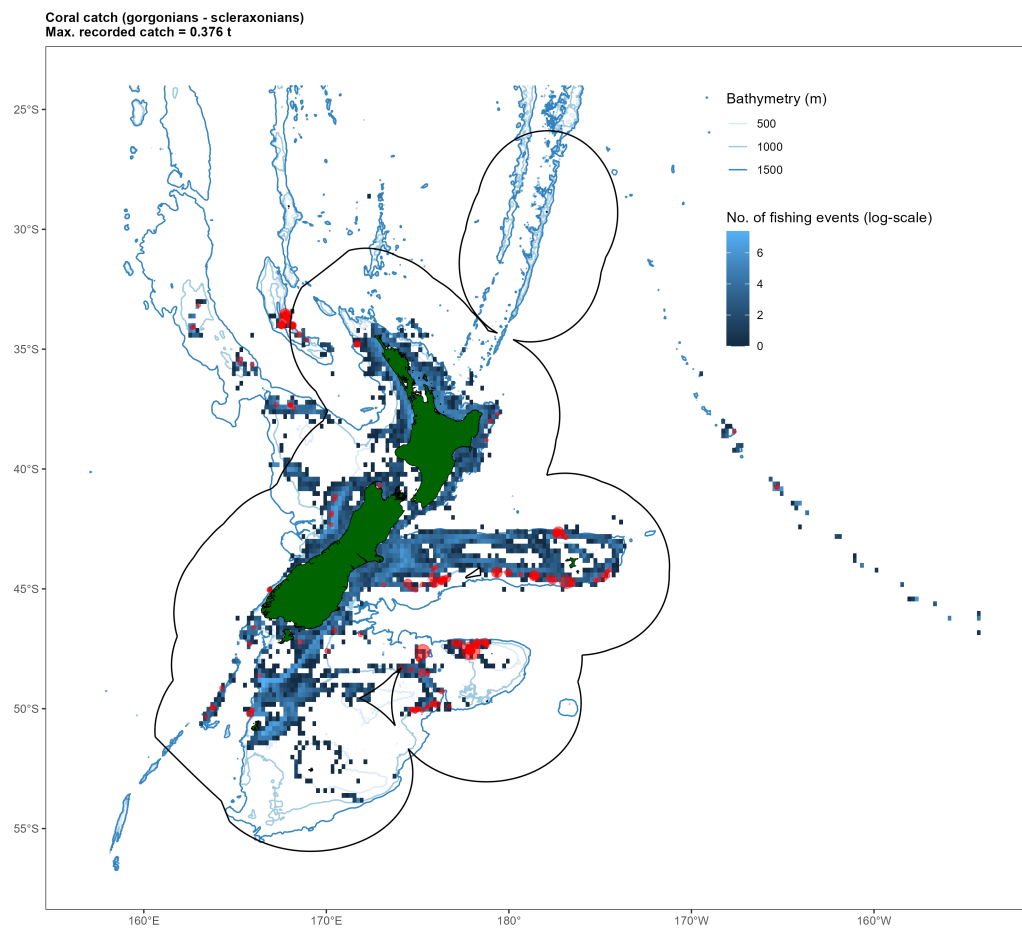 Coral catch (gorgonians - scleraxonians)
Max. recorded catch = 0.376 t
25°S
30°S
35°S
40°S
45°S
50°S
55°S
160°E
170°E
180°
170°W
160°W
Bathymetry (m)
500
1000
1500
No. of fishing events (log-scale)
6
4
2
0